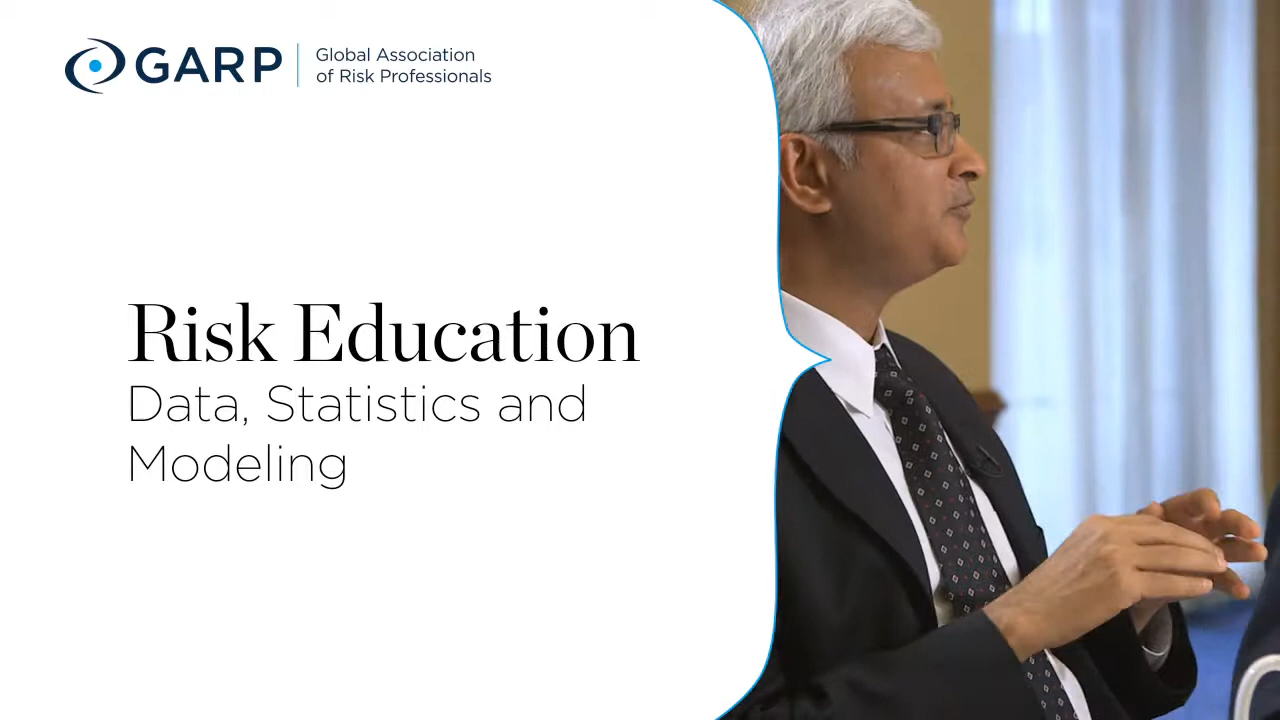 GARP
Global Association
of Risk Professionals
Risk Education
Data, Statistics and
Modeling